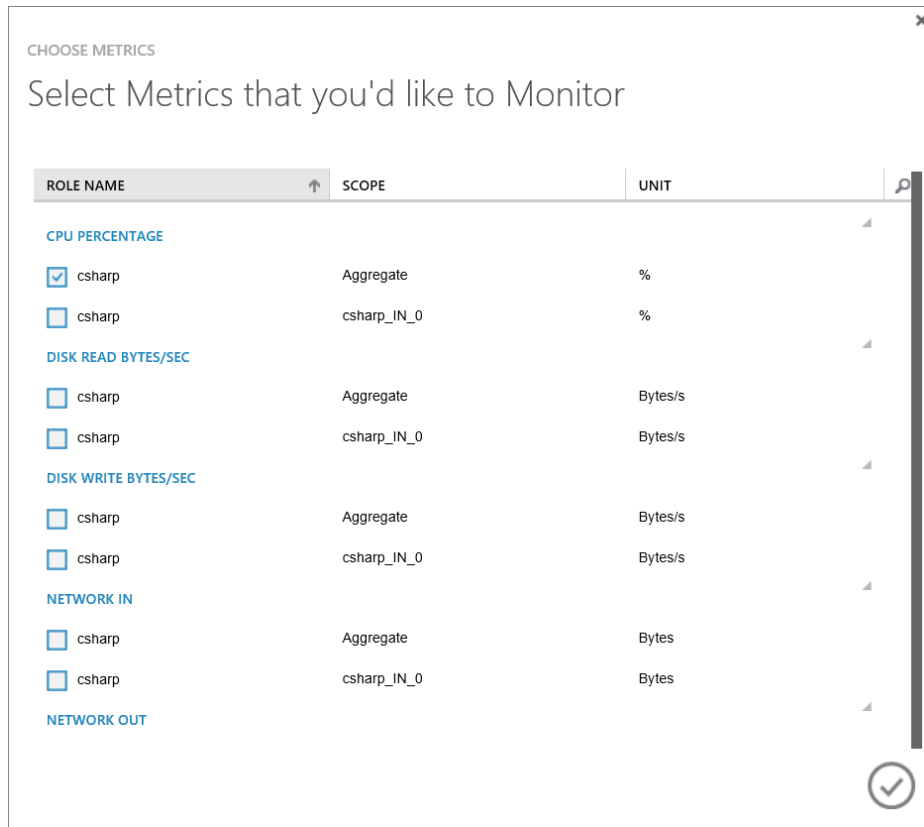 CHOOSE METRICS
Select Metrics that you'd like to Monitor
ROLE NAME SCOPE UNIT
CPU PERCENTAGE
csharp Aggregate %
csharp csharp_IN_0 %
DISK READ BYTES/SEC
csharp Aggregate Bytes/s
csharp csharp_IN_0 Bytes/s
DISK WRITE BYTES/SEC
csharp Aggregate Bytes/s
csharp csharp_IN_0 Bytes/s
NETWORK IN
csharp Aggregate Bytes
csharp csharp_IN_0 Bytes
NETWORK OUT